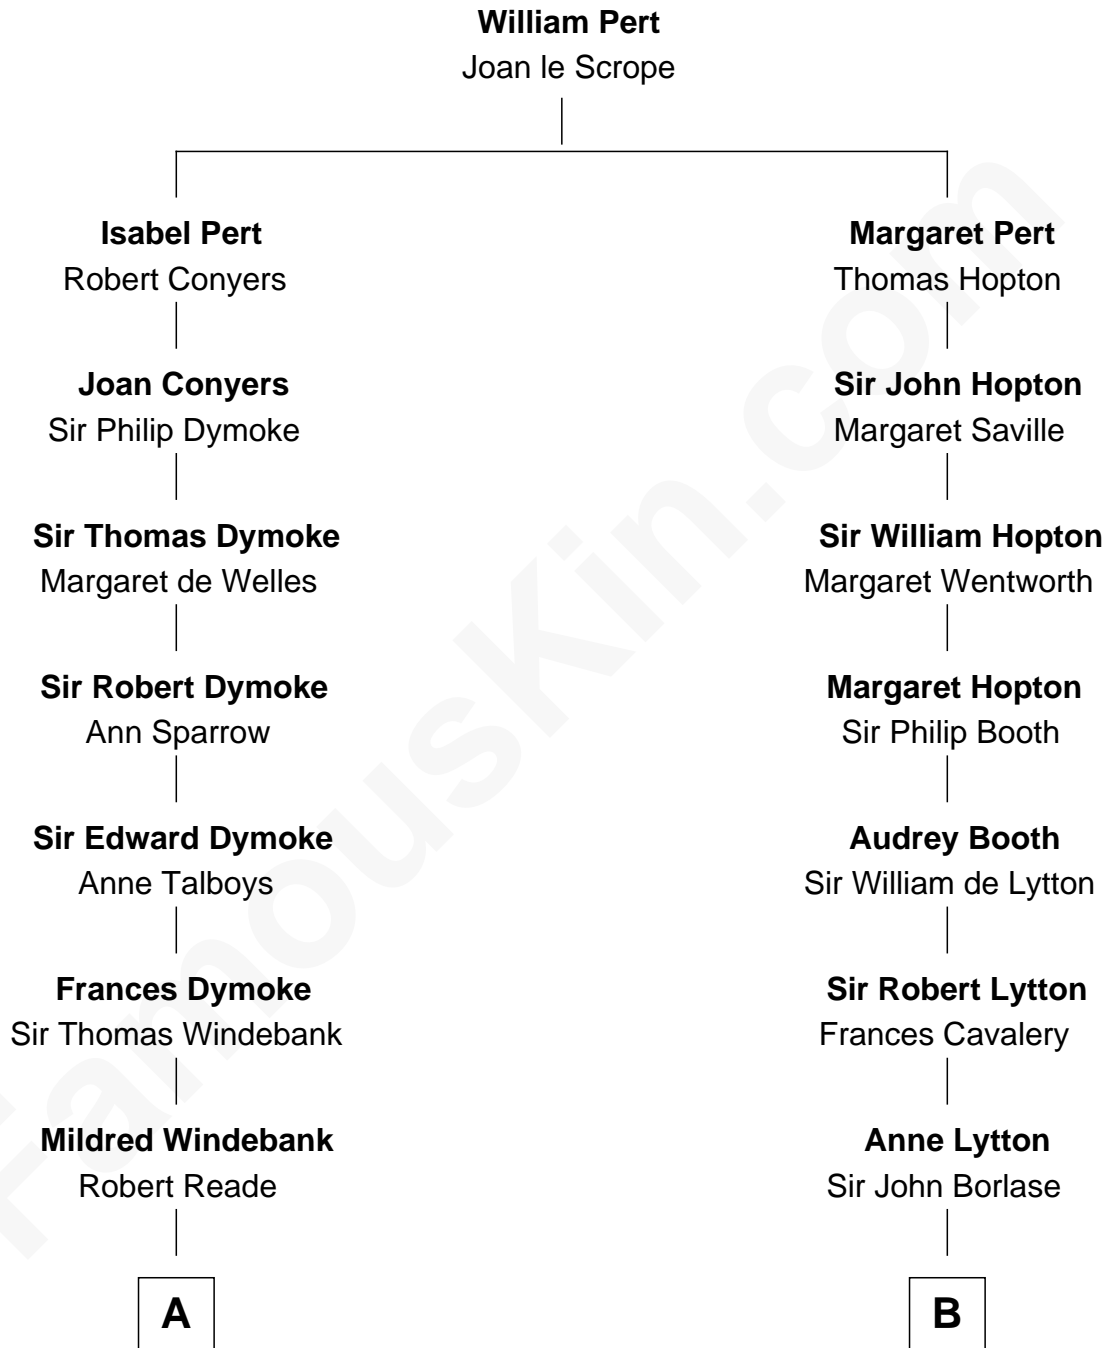 William Pert
Joan le Scrope
Isabel Pert
Robert Conyers
Margaret Pert
Thomas Hopton
Joan Conyers
Sir Philip Dymoke
Sir John Hopton
Margaret Saville
Sir Thomas Dymoke
Margaret de Welles
Sir William Hopton
Margaret Wentworth
Sir Robert Dymoke
Ann Sparrow
Margaret Hopton
Sir Philip Booth
Sir Edward Dymoke
Anne Talboys
Audrey Booth
Sir William de Lytton
Frances Dymoke
Sir Thomas Windebank
Sir Robert Lytton
Frances Cavalery
Mildred Windebank
Robert Reade
Anne Lytton
Sir John Borlase
A
B
FamousKin.com